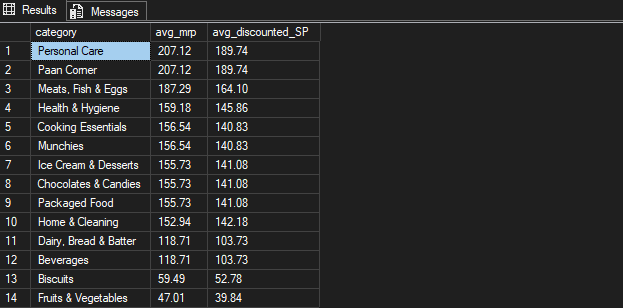 Results Messages
category avg_mrp avg_discounted_SP
1 Personal Care 207.12 189.74
2 Paan Corner 207.12 189.74
3 Meats, Fish & Eggs 187.29 164.10
4 Health & Hygiene 159.18 145.86
5 Cooking Essentials 156.54 140.83
6 Munchies 156.54 140.83
7 Ice Cream & Desserts 155.73 141.08
8 Chocolates & Candies 155.73 141.08
9 Packaged Food 155.73 141.08
10 Home & Cleaning 152.94 142.18
11 Dairy, Bread & Batter 118.71 103.73
12 Beverages 118.71 103.73
13 Biscuits 59.49 52.78
14 Fruits & Vegetables 47.01 39.84